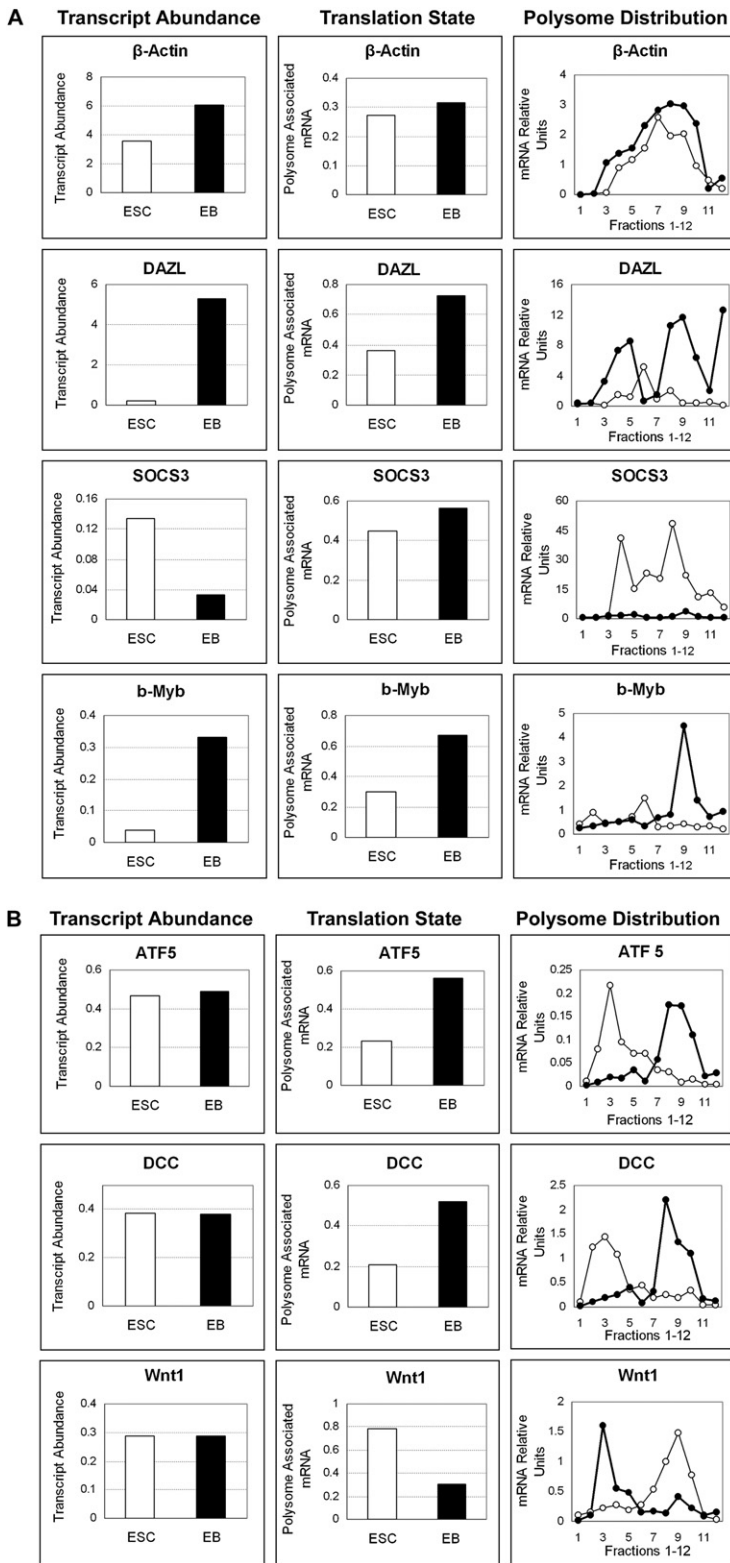 A
Transcript Abundance
Translation State
Polysome Distribution
β-Actin
Transcript Abundance
8
6
4
2
0
ESC EB
β-Actin
Polysome Associated
mRNA
0.4
0.3
0.2
0.1
0
ESC EB
β-Actin
mRNA Relative
Units
4
3
2
1
0
1 3 5 7 9 11
Fractions 1-12
DAZL
Transcript Abundance
6
4
2
0
ESC EB
DAZL
Polysome Associated
mRNA
0.8
0.6
0.4
0.2
0
ESC EB
DAZL
mRNA Relative
Units
16
12
8
4
0
1 3 5 7 9 11
Fractions 1-12
SOCS3
Transcript Abundance
0.16
0.12
0.08
0.04
0
ESC EB
SOCS3
Polysome Associated
mRNA
0.6
0.4
0.2
0
ESC EB
SOCS3
mRNA Relative
Units
60
45
30
15
0
1 3 5 7 9 11
Fractions 1-12
b-Myb
Transcript Abundance
0.4
0.3
0.2
0.1
0
ESC EB
b-Myb
Polysome Associated
mRNA
0.8
0.6
0.4
0.2
0
ESC EB
b-Myb
mRNA Relative
Units
5
4
3
2
1
0
1 3 5 7 9 11
Fractions 1-12
B
Transcript Abundance
Translation State
Polysome Distribution
ATF5
Transcript Abundance
0.6
0.4
0.2
0
ESC EB
ATF5
Polysome Associated
mRNA
0.6
0.4
0.2
0
ESC EB
ATF 5
mRNA Relative
Units
0.25
0.2
0.15
0.1
0.05
0
1 3 5 7 9 11
Fractions 1-12
DCC
Transcript Abundance
0.4
0.2
0
ESC EB
DCC
Polysome Associated
mRNA
0.6
0.4
0.2
0
ESC EB
DCC
mRNA Relative
Units
2.5
2
1.5
1
0.5
0
1 3 5 7 9 11
Fractions 1-12
Wnt1
Transcript Abundance
0.4
0.3
0.2
0.1
0
ESC EB
Wnt1
Polysome Associated
mRNA
1
0.8
0.6
0.4
0.2
0
ESC EB
Wnt1
mRNA Relative
Units
2
1.5
1
0.5
0
1 3 5 7 9 11
Fractions 1-12